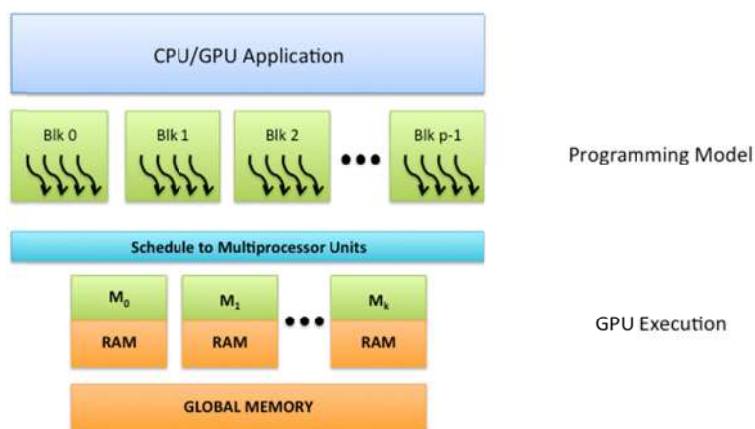 CPU/GPU Application
Blk 0
Blk 1
Blk 2
Blk p-1
Programming Model
Schedule to Multiprocessor Units
M₀
M₁
Mₖ
RAM
RAM
RAM
GPU Execution
GLOBAL MEMORY